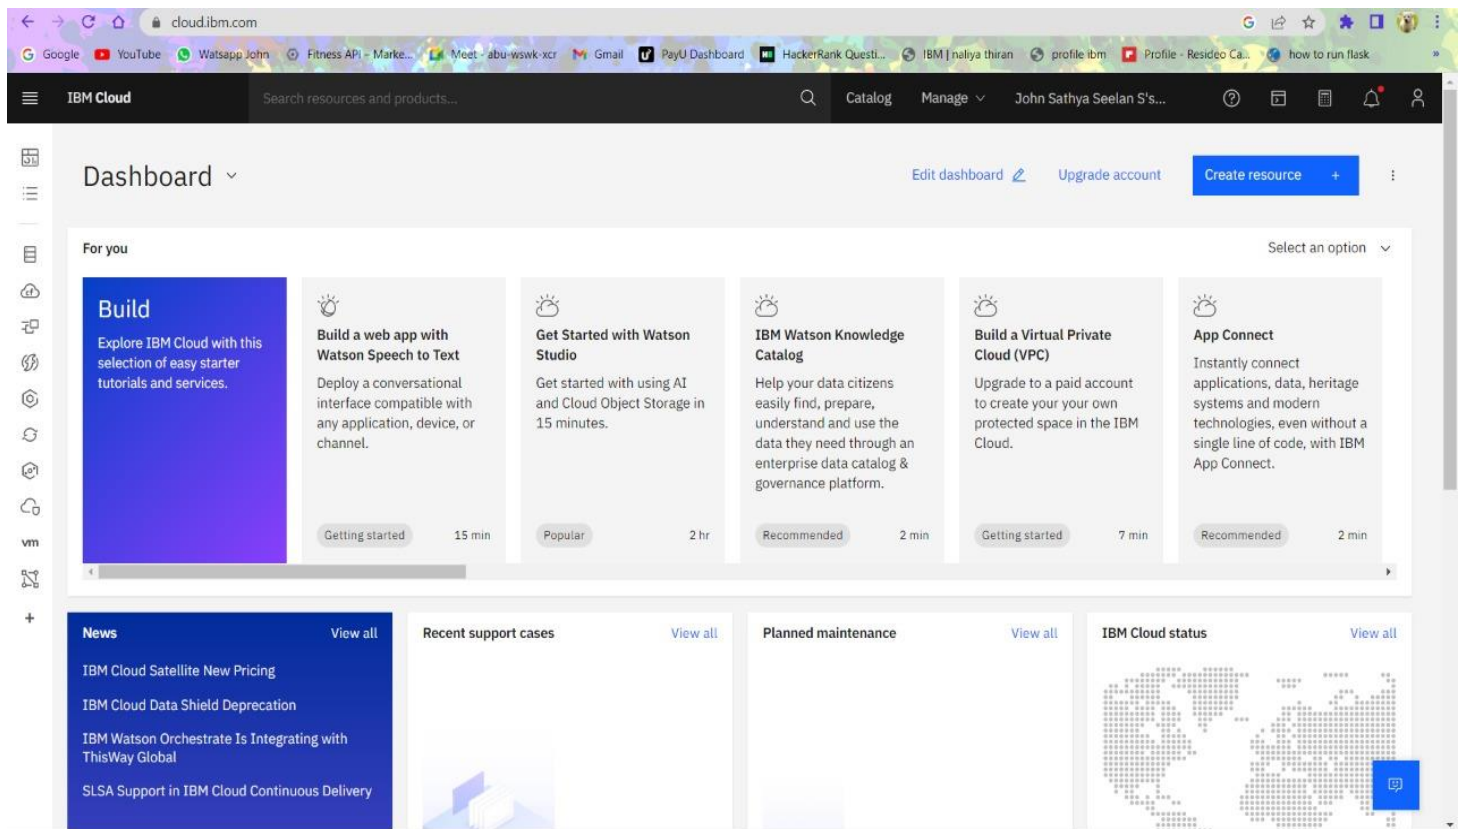 cloud.ibm.com
Google YouTube Watsapp John Fitness API - Marke... Meet - abu-wswk-xcr Gmail PayU Dashboard HackerRank Questi... IBM | naliya thiran profile ibm Profile - Resideo Ca... how to run flask »
IBM Cloud Search resources and products... Catalog Manage John Sathya Seelan S's...
Dashboard
Edit dashboard Upgrade account Create resource +
For you
Select an option
Build
Explore IBM Cloud with this
selection of easy starter
tutorials and services.
Build a web app with
Watson Speech to Text
Deploy a conversational
interface compatible with
any application, device, or
channel.
Getting started 15 min
Get Started with Watson
Studio
Get started with using AI
and Cloud Object Storage in
15 minutes.
Popular 2 hr
IBM Watson Knowledge
Catalog
Help your data citizens
easily find, prepare,
understand and use the
data they need through an
enterprise data catalog &
governance platform.
Recommended 2 min
Build a Virtual Private
Cloud (VPC)
Upgrade to a paid account
to create your your own
protected space in the IBM
Cloud.
Getting started 7 min
App Connect
Instantly connect
applications, data, heritage
systems and modern
technologies, even without a
single line of code, with IBM
App Connect.
Recommended 2 min
vm
News View all
IBM Cloud Satellite New Pricing
IBM Cloud Data Shield Deprecation
IBM Watson Orchestrate Is Integrating with
ThisWay Global
SLSA Support in IBM Cloud Continuous Delivery
Recent support cases View all
Planned maintenance View all
IBM Cloud status View all